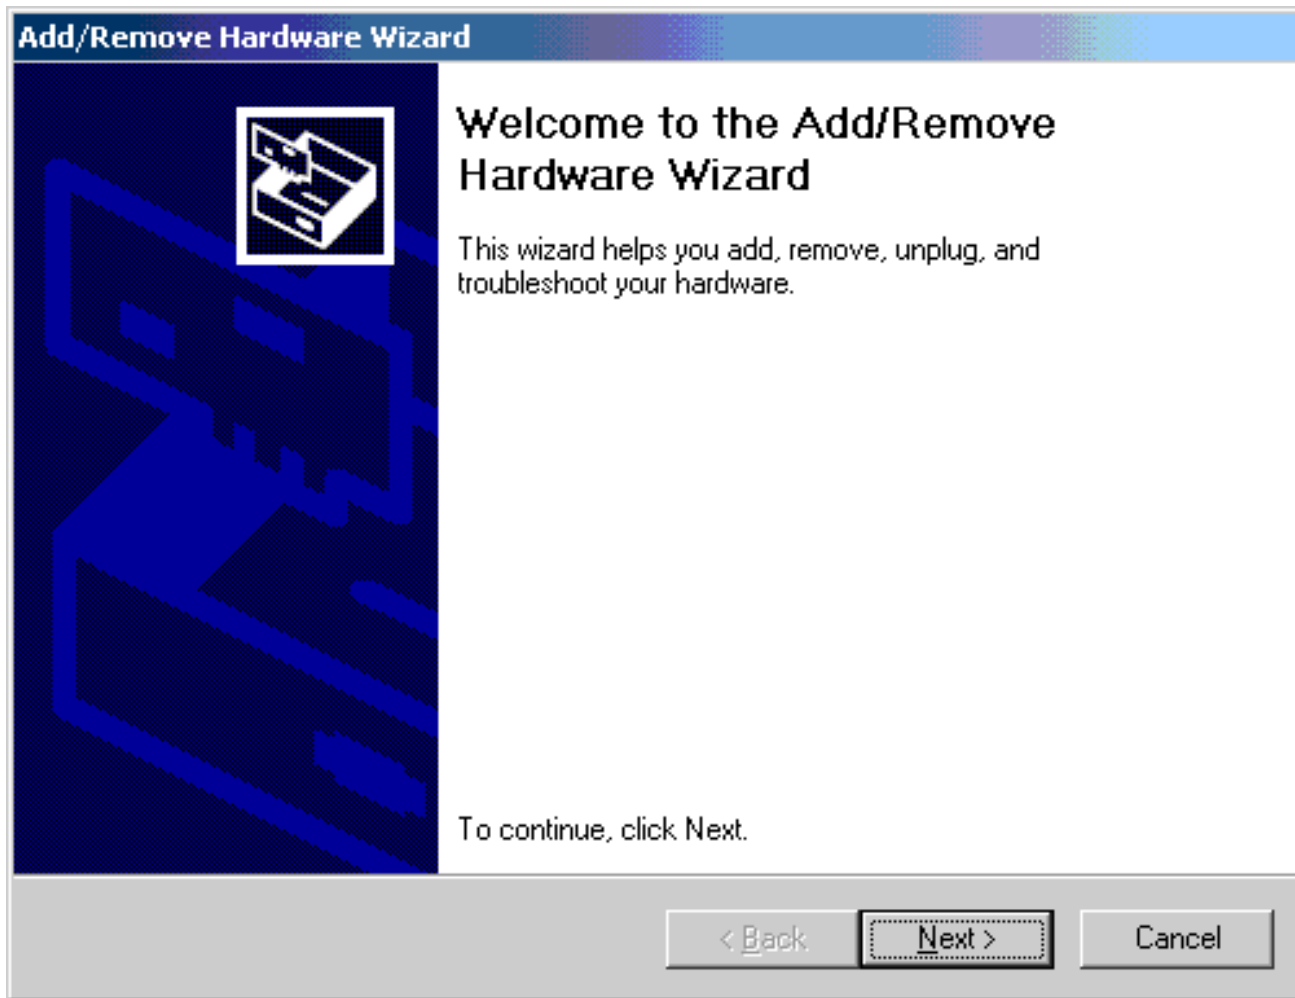 Add/Remove Hardware Wizard
Welcome to the Add/Remove
Hardware Wizard
This wizard helps you add, remove, unplug, and
troubleshoot your hardware.
To continue, click Next.
< Back
Next >
Cancel